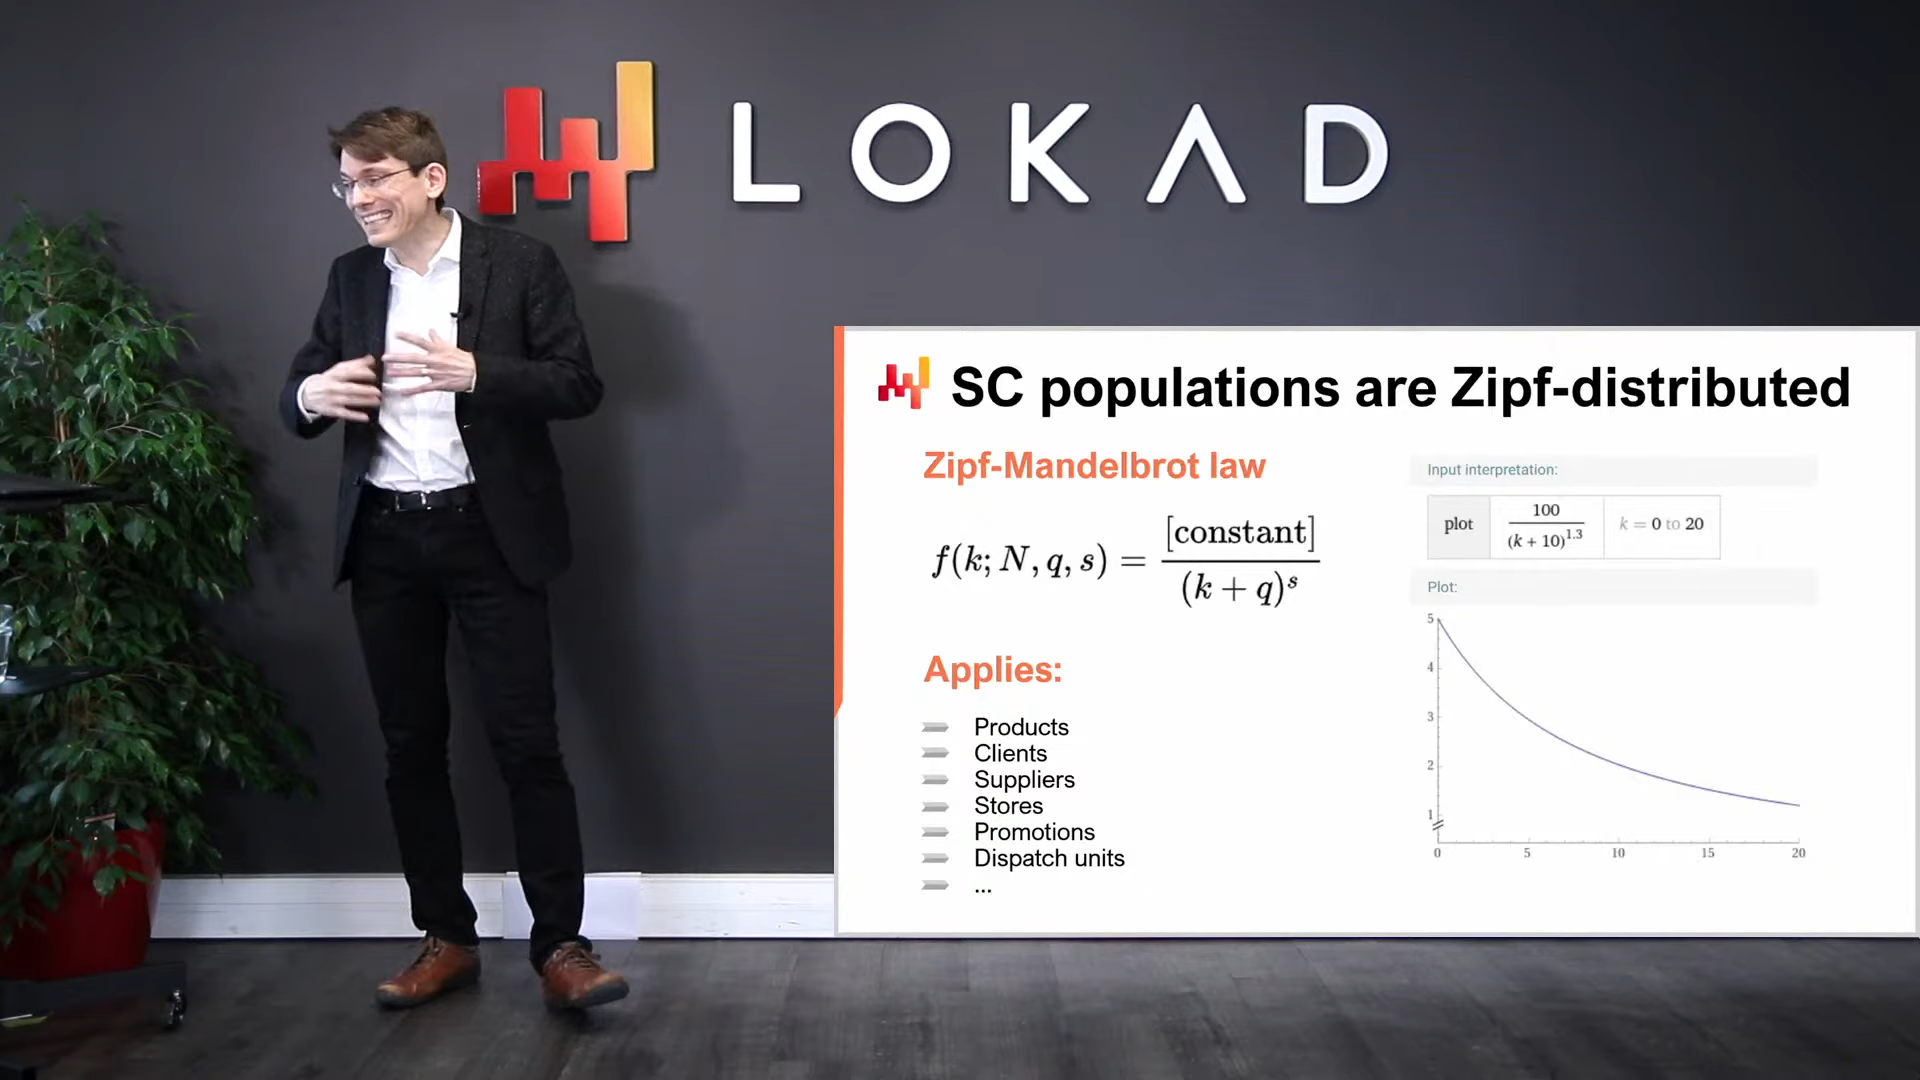 LOKAD
SC populations are Zipf-distributed
Zipf-Mandelbrot law
f(k; N, q, s) = [constant] / (k + q)^s
Applies:
Products
Clients
Suppliers
Stores
Promotions
Dispatch units
...
Input interpretation:
plot 100 / (k + 10)^1.3 k = 0 to 20
Plot:
5
4
3
2
1
0 5 10 15 20